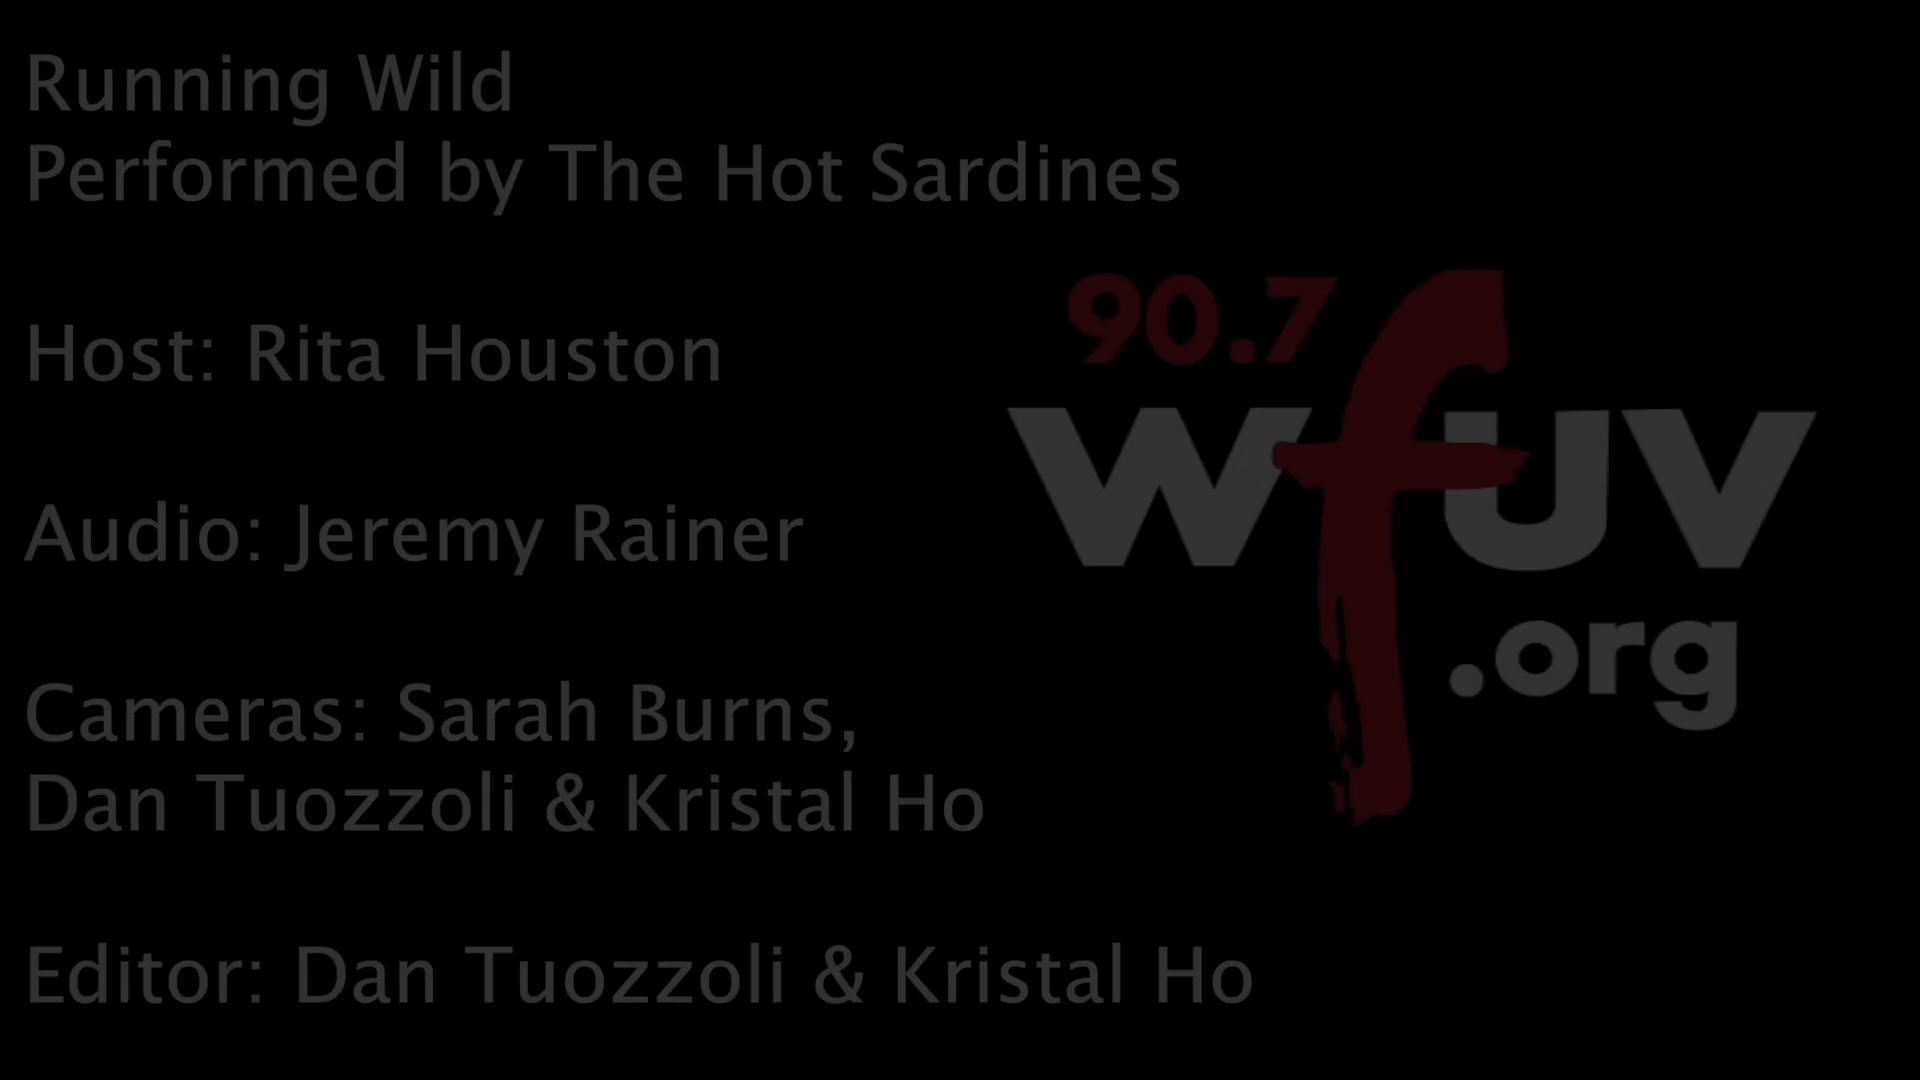 Running Wild
Performed by The Hot Sardines
Host: Rita Houston
Audio: Jeremy Rainer
Cameras: Sarah Burns,
Dan Tuozzoli & Kristal Ho
Editor: Dan Tuozzoli & Kristal Ho
90.7
wfuv
.org